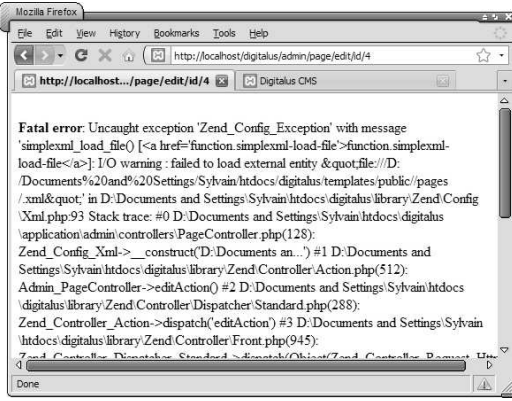 Mozilla Firefox
File Edit View History Bookmarks Tools Help
http://localhost/digitalus/admin/page/edit/id/4
http://localhost.../page/edit/id/4 Digitalus CMS
Fatal error: Uncaught exception 'Zend_Config_Exception' with message
'simplexml_load_file() [<a href='function.simplexml-load-file'>function.simplexml-
load-file</a>]: I/O warning : failed to load external entity &quot;file:///D:
/Documents%20and%20Settings/Sylvain/htdocs/digitalus/templates/public//pages
/.xml&quot;' in D:\Documents and Settings\Sylvain\htdocs\digitalus\library\Zend\Config
\Xml.php:93 Stack trace: #0 D:\Documents and Settings\Sylvain\htdocs\digitalus
\application\admin\controllers\PageController.php(128):
Zend_Config_Xml->__construct('D:\Documents an...') #1 D:\Documents and
Settings\Sylvain\htdocs\digitalus\library\Zend\Controller\Action.php(512):
Admin_PageController->editAction() #2 D:\Documents and Settings\Sylvain\htdocs
\digitalus\library\Zend\Controller\Dispatcher\Standard.php(288):
Zend_Controller_Action->dispatch('editAction') #3 D:\Documents and Settings\Sylvain
\htdocs\digitalus\library\Zend\Controller\Front.php(945):
Zend_Controller_Dispatcher_Standard->dispatch(Object(Zend_Controller_Request_Http
Done